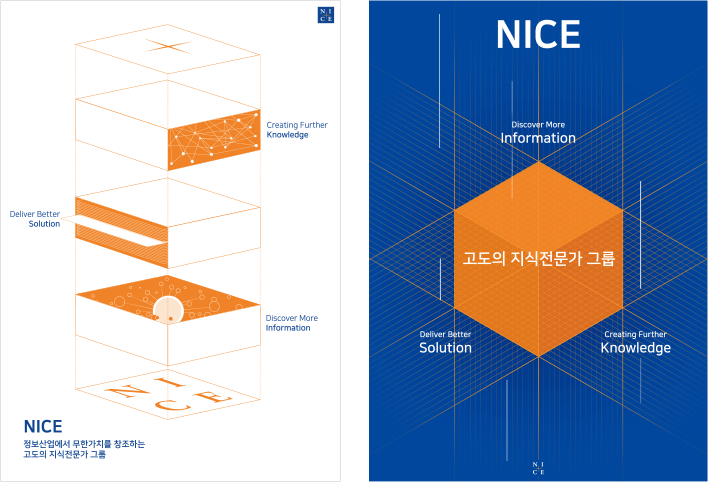 N I
C E
Creating Further
Knowledge
Deliver Better
Solution
Discover More
Information
N I
C E
NICE
정보산업에서 무한가치를 창조하는
고도의 지식전문가 그룹
NICE
Discover More
Information
고도의 지식전문가 그룹
Deliver Better
Solution
Creating Further
Knowledge
N I
C E